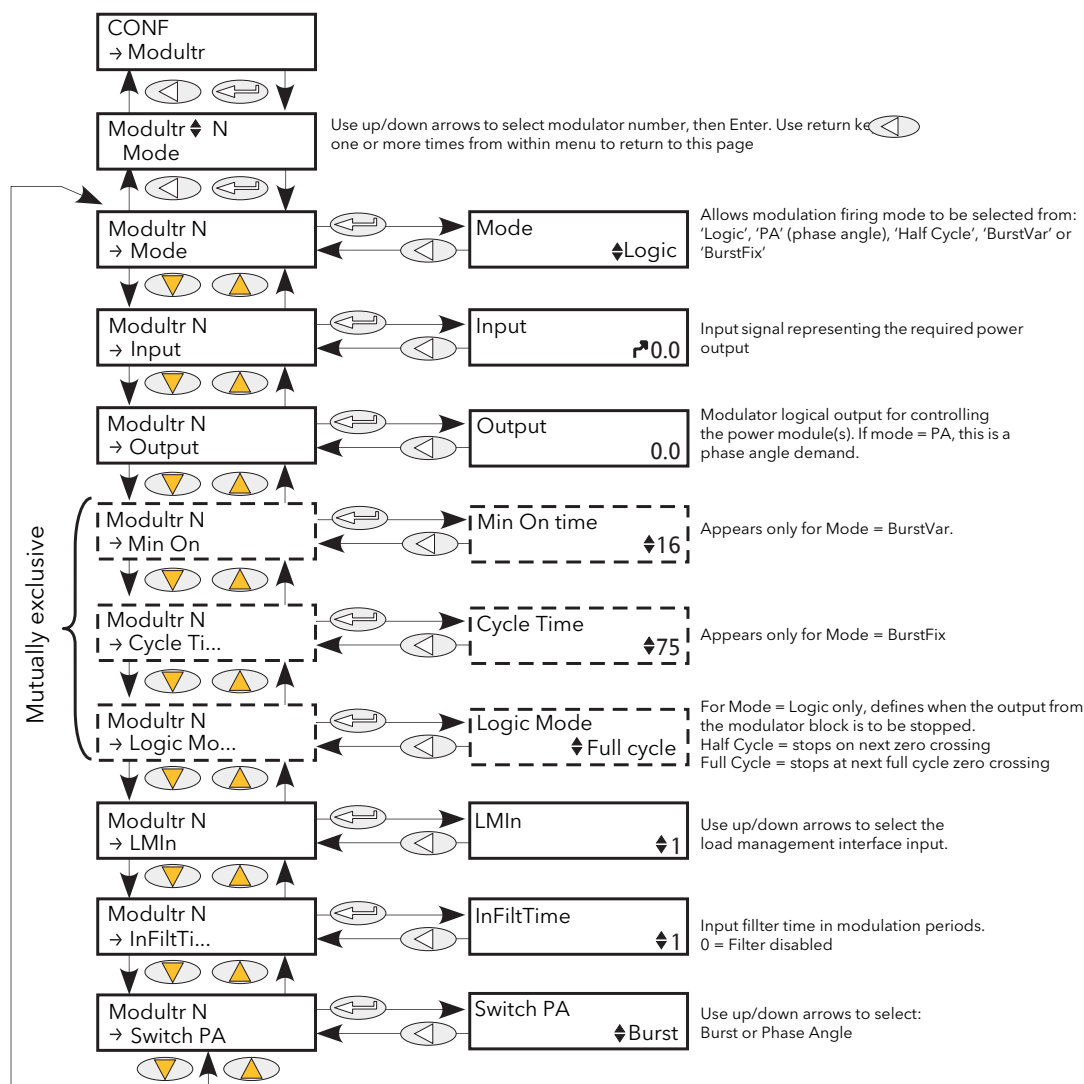 CONF
→ Modultr
Modultr N
Mode
Use up/down arrows to select modulator number, then Enter. Use return ke
one or more times from within menu to return to this page
Modultr N
→ Mode
Mode
Logic
Allows modulation firing mode to be selected from:
'Logic', 'PA' (phase angle), 'Half Cycle', 'BurstVar' or
'BurstFix'
Modultr N
→ Input
Input
0.0
Input signal representing the required power
output
Modultr N
→ Output
Output
0.0
Modulator logical output for controlling
the power module(s). If mode = PA, this is a
phase angle demand.
Mutually exclusive
Modultr N
→ Min On
Min On time
16
Appears only for Mode = BurstVar.
Modultr N
→ Cycle Ti...
Cycle Time
75
Appears only for Mode = BurstFix
Modultr N
→ Logic Mo...
Logic Mode
Full cycle
For Mode = Logic only, defines when the output from
the modulator block is to be stopped.
Half Cycle = stops on next zero crossing
Full Cycle = stops at next full cycle zero crossing
Modultr N
→ LMIn
LMIn
1
Use up/down arrows to select the
load management interface input.
Modultr N
→ InFiltTi...
InFiltTime
1
Input fillter time in modulation periods.
0 = Filter disabled
Modultr N
→ Switch PA
Switch PA
Burst
Use up/down arrows to select:
Burst or Phase Angle